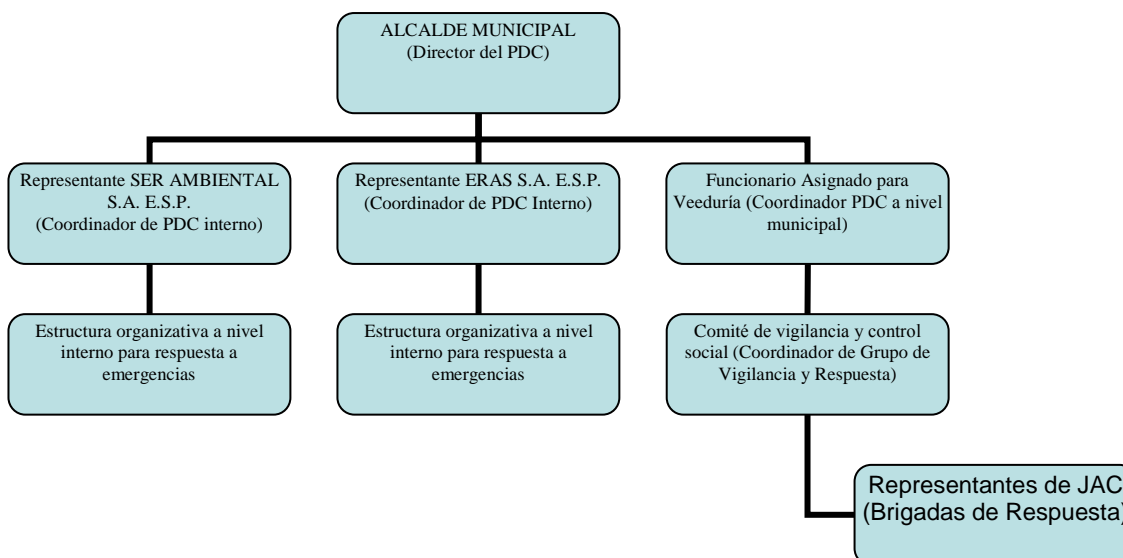 ALCALDE MUNICIPAL
(Director del PDC)
Representante SER AMBIENTAL
S.A. E.S.P.
(Coordinador de PDC interno)
Representante ERAS S.A. E.S.P.
(Coordinador de PDC Interno)
Funcionario Asignado para
Veeduría (Coordinador PDC a nivel
municipal)
Estructura organizativa a nivel
interno para respuesta a
emergencias
Estructura organizativa a nivel
interno para respuesta a
emergencias
Comité de vigilancia y control
social (Coordinador de Grupo de
Vigilancia y Respuesta)
Representantes de JAC
(Brigadas de Respuesta)